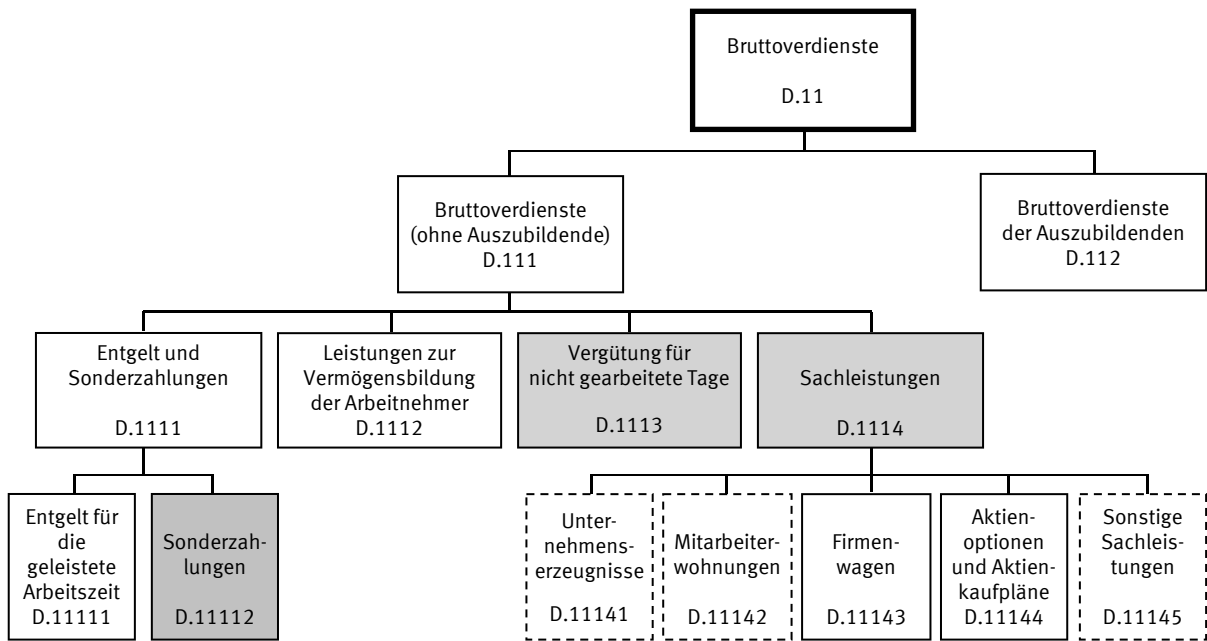 Bruttoverdienste
D.11
Bruttoverdienste
(ohne Auszubildende)
D.111
Bruttoverdienste
der Auszubildenden
D.112
Entgelt und
Sonderzahlungen
D.1111
Leistungen zur
Vermögensbildung
der Arbeitnehmer
D.1112
Vergütung für
nicht gearbeitete Tage
D.1113
Sachleistungen
D.1114
Entgelt für
die
geleistete
Arbeitszeit
D.11111
Sonderzah-
lungen
D.11112
Unter-
nehmens-
erzeugnisse
D.11141
Mitarbeiter-
wohnungen
D.11142
Firmen-
wagen
D.11143
Aktien-
optionen
und Aktien-
kaufpläne
D.11144
Sonstige
Sachleis-
tungen
D.11145